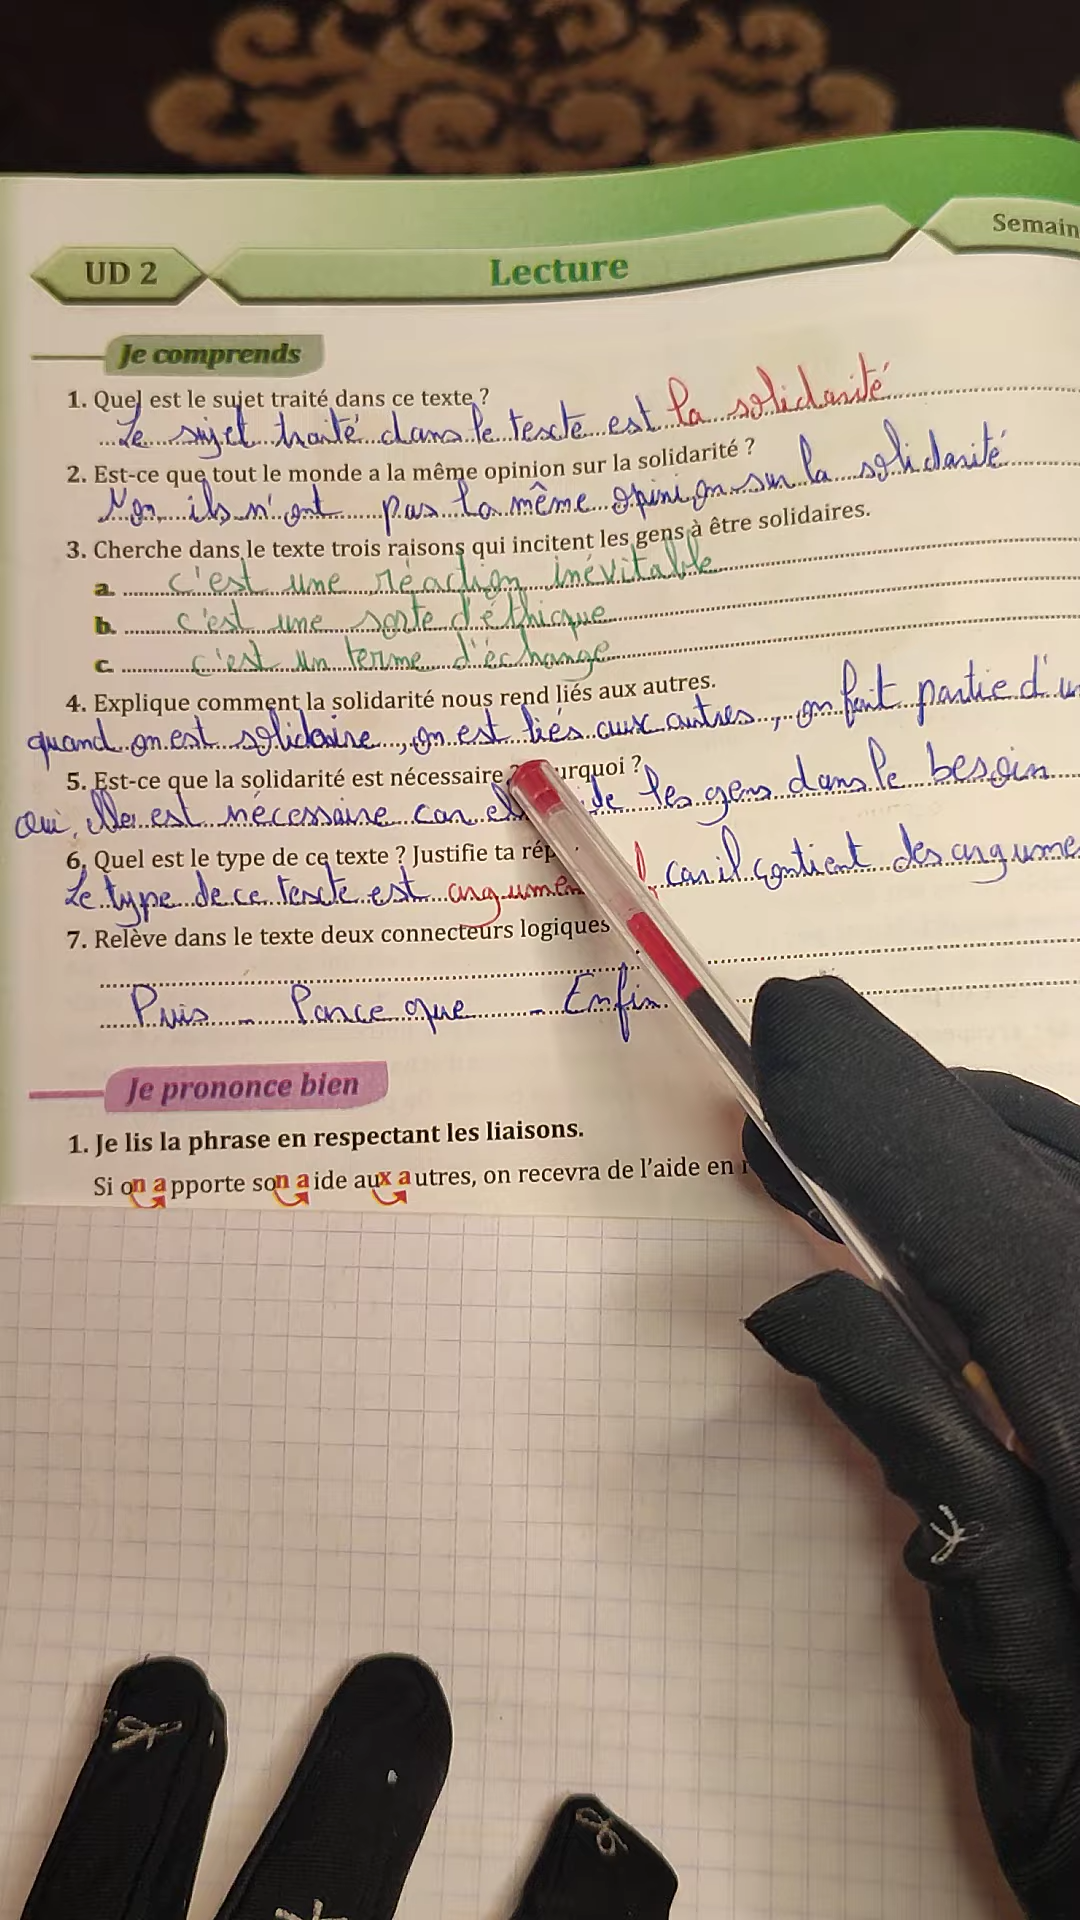 Semain
UD 2
Lecture
Je comprends
1. Quel est le sujet traité dans ce texte ?
Le sujet traité dans le texte est la solidarité
2. Est-ce que tout le monde a la même opinion sur la solidarité ?
Non, ils n'ont pas la même opinion sur la solidarité
3. Cherche dans le texte trois raisons qui incitent les gens à être solidaires.
a. c'est une réaction inévitable
b. c'est une sorte d'éthique
c. c'est un terme d'échange
4. Explique comment la solidarité nous rend liés aux autres.
quand on est solidaire, on est liés aux autres, on fait partie d'u
5. Est-ce que la solidarité est nécessaire ? urquoi ?
oui, elle est nécessaire car el de les gens dans le besoin
6. Quel est le type de ce texte ? Justifie ta rép
Le type de ce texte est argumen l, car il contient des argume
7. Relève dans le texte deux connecteurs logiques
Puis - Parce que - Enfin.
Je prononce bien
1. Je lis la phrase en respectant les liaisons.
Si on apporte son aide aux autres, on recevra de l'aide en r